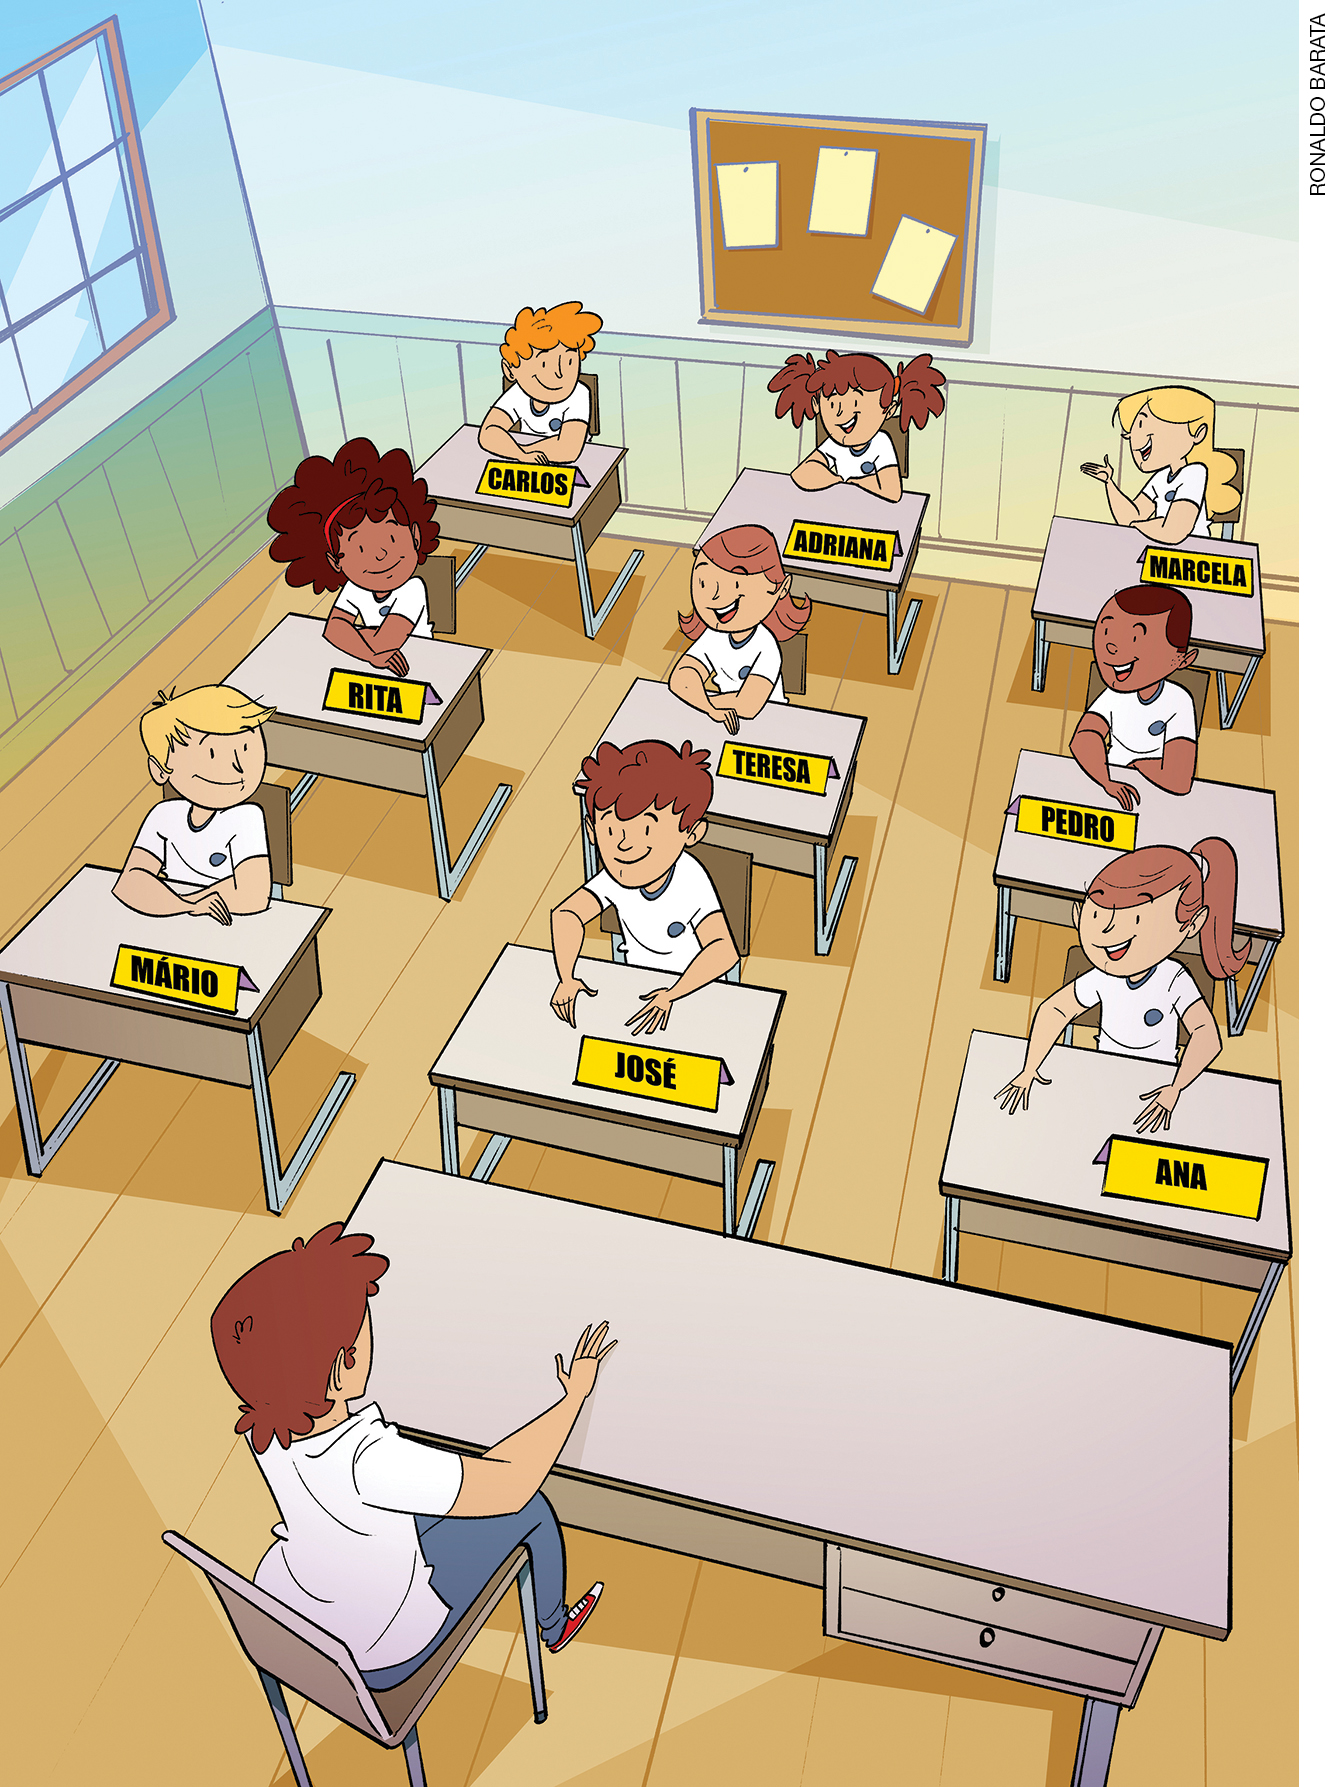 RONALDO BARATA
CARLOS
ADRIANA
MARCELA
RITA
TERESA
PEDRO
MÁRIO
JOSÉ
ANA